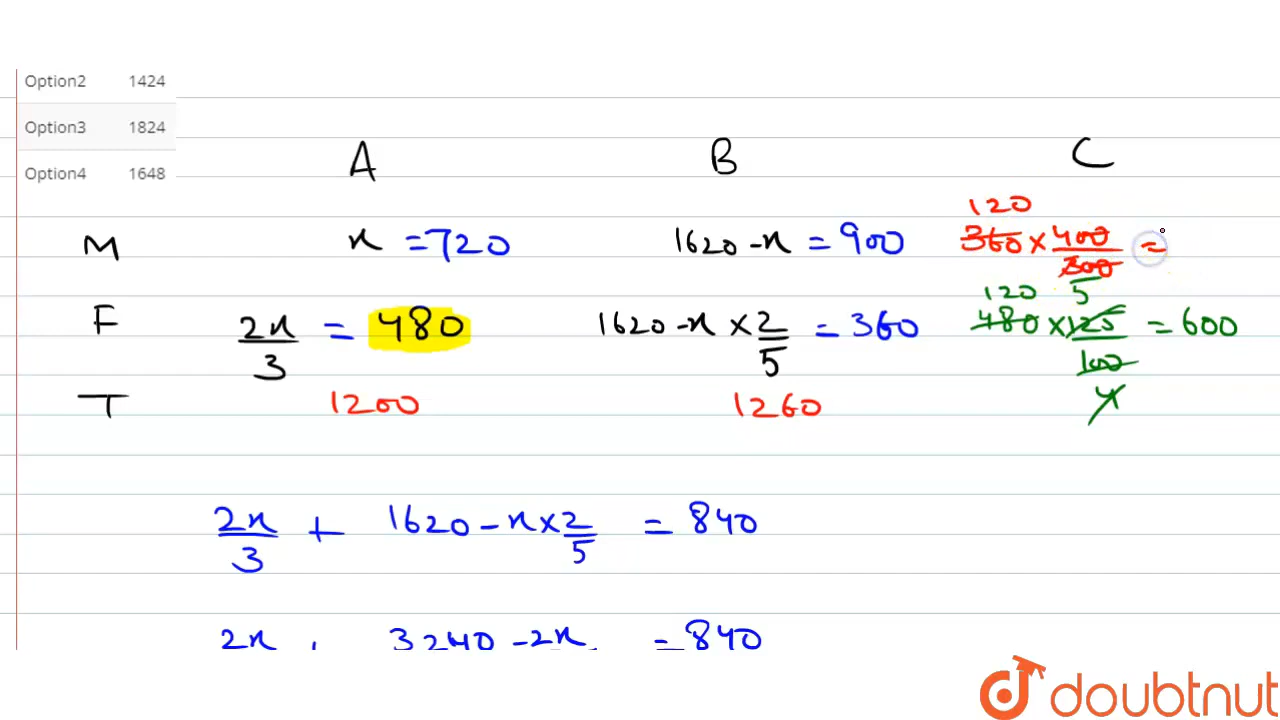 Option2 1424
Option3 1824
Option4 1648
A B C
120
M x =720 1620-x = 900 360×400/300 =
120 5
F 2x/3 = 480 1620-x×2/5 =360 480×125/100 =600
4
T 1200 1260
2x/3 + 1620-x×2/5 = 840
2x 3240-2x =840
doubtnut